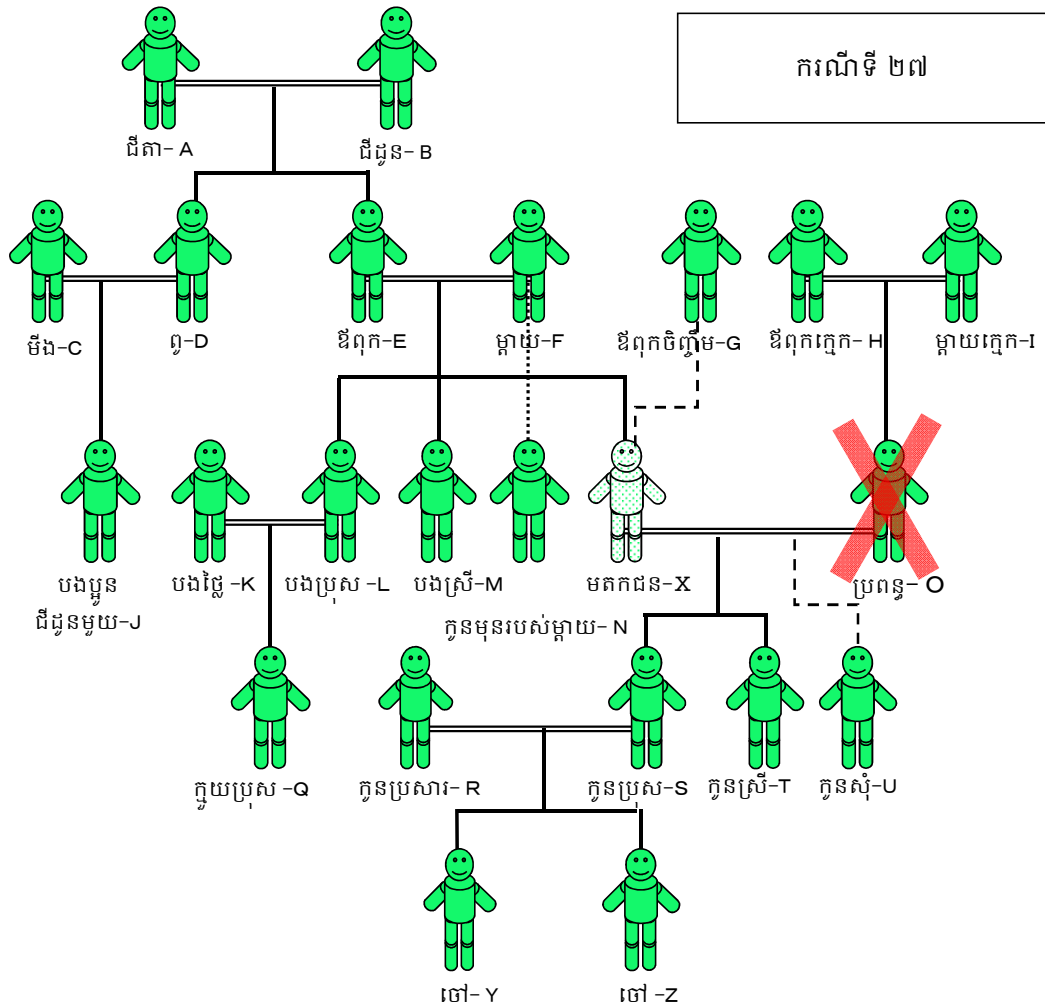 ករណីទី ២៧
ជីតា- A
ជីដូន- B
មីង-C
ពូ-D
ឪពុក-E
ម្តាយ-F
ឪពុកចិញ្ចឹម-G
ឪពុកក្មេក- H
ម្តាយក្មេក-I
បងប្អូន
ជីដូនមួយ-J
បងថ្លៃ -K
បងប្រុស -L
បងស្រី-M
កូនមុនរបស់ម្តាយ- N
មតកជន-X
ប្រពន្ធ- O
ក្មួយប្រុស -Q
កូនប្រសារ- R
កូនប្រុស-S
កូនស្រី-T
កូនសុំ-U
ចៅ- Y
ចៅ -Z